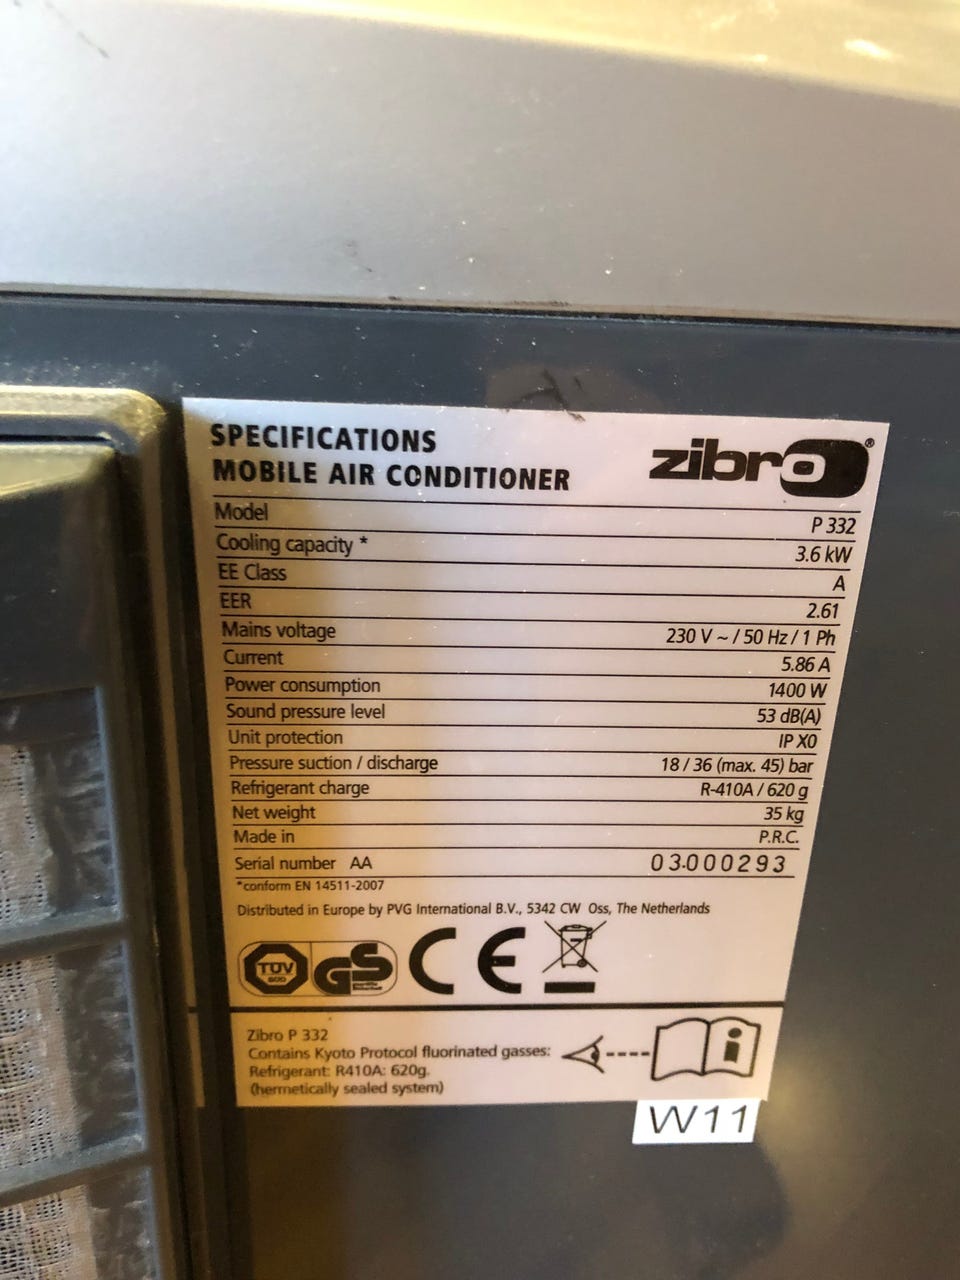 SPECIFICATIONS
MOBILE AIR CONDITIONER
zibro®
Model P 332
Cooling capacity * 3.6 kW
EE Class A
EER 2.61
Mains voltage 230 V ~ / 50 Hz / 1 Ph
Current 5.86 A
Power consumption 1400 W
Sound pressure level 53 dB(A)
Unit protection IP X0
Pressure suction / discharge 18 / 36 (max. 45) bar
Refrigerant charge R-410A / 620 g
Net weight 35 kg
Made in P.R.C.
Serial number AA 03.000293
*conform EN 14511-2007
Distributed in Europe by PVG International B.V., 5342 CW Oss, The Netherlands
TÜV GS CE
Zibro P 332
Contains Kyoto Protocol fluorinated gasses:
Refrigerant: R410A: 620g.
(hermetically sealed system)
i
W11